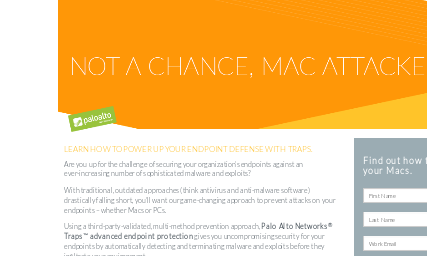 NOT A CHANCE, MAC ATTACKE
paloalto
LEARN HOW TO POWER UP YOUR ENDPOINT DEFENSE WITH TRAPS.
Are you up for the challenge of securing your organization's endpoints against an
ever-increasing number of sophisticated malware and exploits?
With traditional, outdated approaches (think antivirus and anti-malware software)
drastically falling short, you'll want our game-changing approach to prevent attacks on your
endpoints – whether Macs or PCs.
Using a third-party-validated, multi-method prevention approach, Palo Alto Networks®
Traps™ advanced endpoint protection gives you uncompromising security for your
endpoints by automatically detecting and terminating malware and exploits before they
Find out how
your Macs.
First Name
Last Name
Work Email